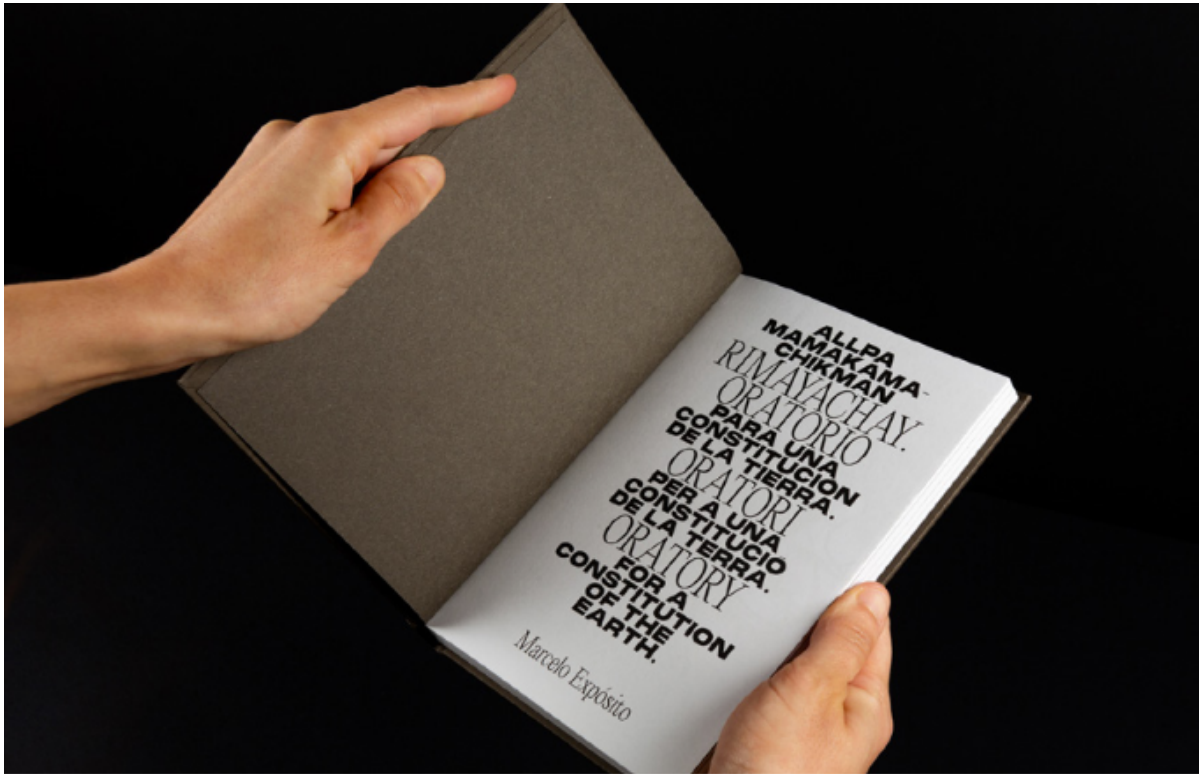 ALLPA
MAMAKAMA-
CHIKMAN
RIMAYACHAY.
ORATORIO
PARA UNA
CONSTITUCIÓN
DE LA TIERRA.
ORATORI
PER A UNA
CONSTITUCIÓ
DE LA TERRA.
ORATORY
FOR A
CONSTITUTION
OF THE
EARTH.
Marcelo Expósito